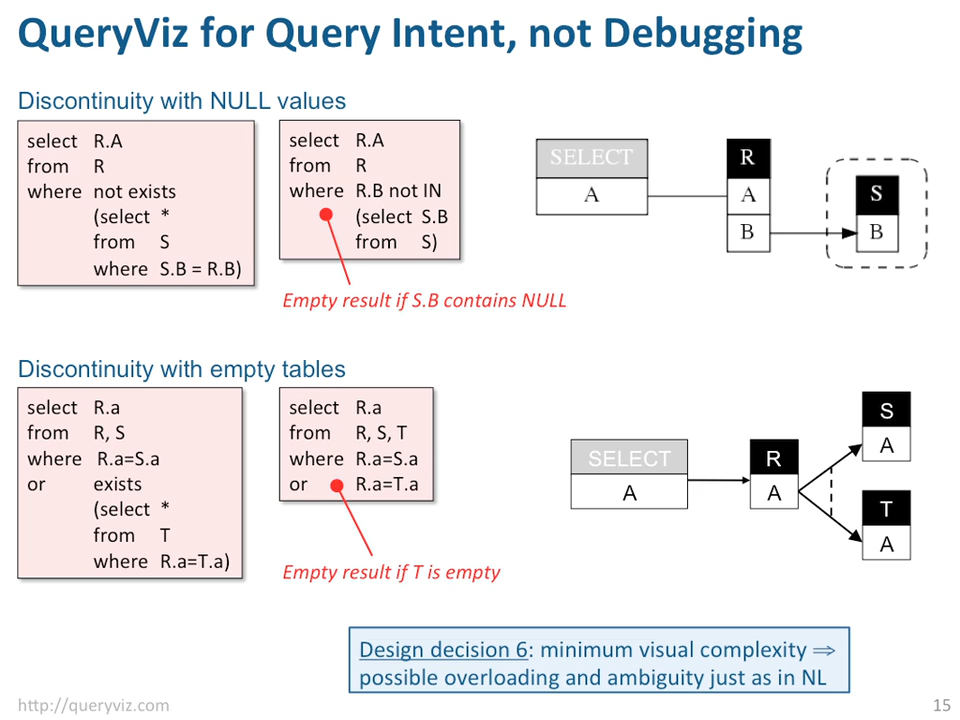 QueryViz for Query Intent, not Debugging
Discontinuity with NULL values
select R.A
from R
where not exists
(select *
from S
where S.B = R.B)
select R.A
from R
where R.B not IN
(select S.B
from S)
Empty result if S.B contains NULL
SELECT
A
R
A
B
S
B
Discontinuity with empty tables
select R.a
from R, S
where R.a=S.a
or exists
(select *
from T
where R.a=T.a)
select R.a
from R, S, T
where R.a=S.a
or R.a=T.a
Empty result if T is empty
SELECT
A
R
A
S
A
T
A
Design decision 6: minimum visual complexity ⇒
possible overloading and ambiguity just as in NL
http://queryviz.com
15